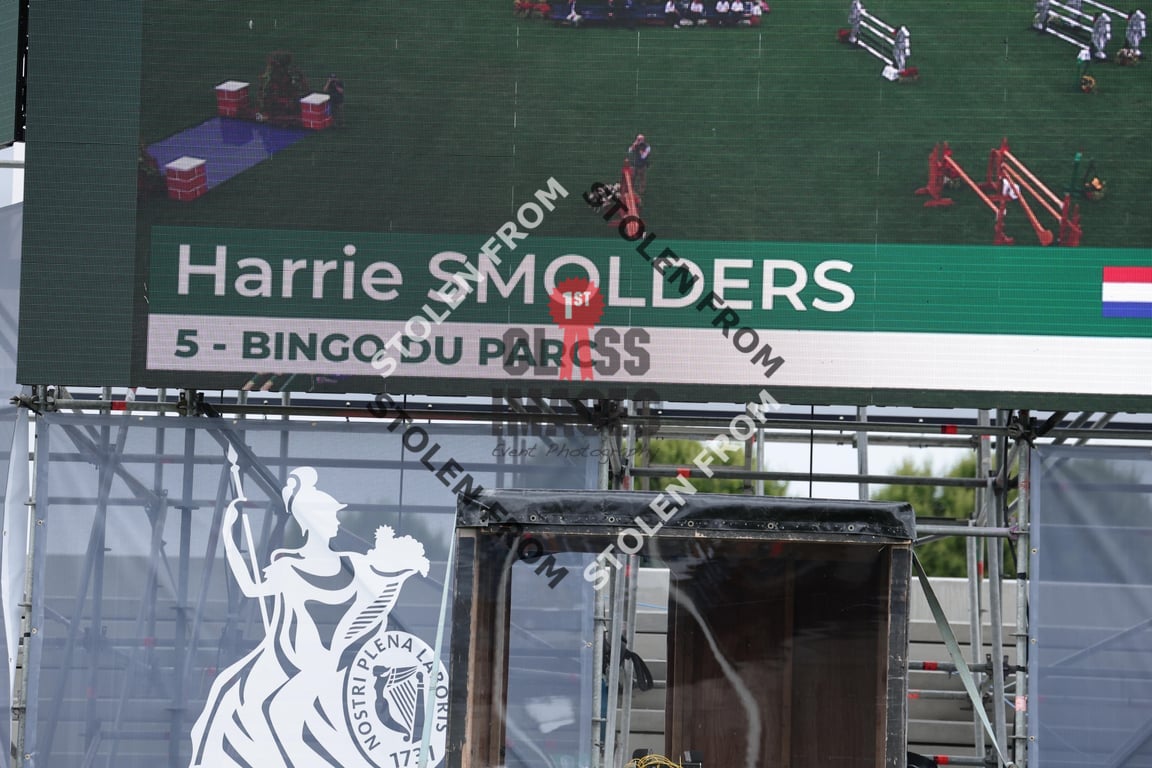 Harrie SMOLDERS
5 - BINGO DU PARC
STOLEN FROM
STOLEN FROM
1ST
CLASS
IMAGES
Event Photography
STOLEN FROM
STOLEN FROM
NOSTRI PLENA LABORIS
173